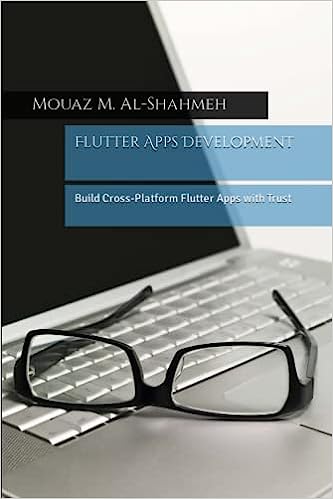 Mouaz M. Al-Shahmeh
Flutter Apps Development
Build Cross-Platform Flutter Apps with Trust